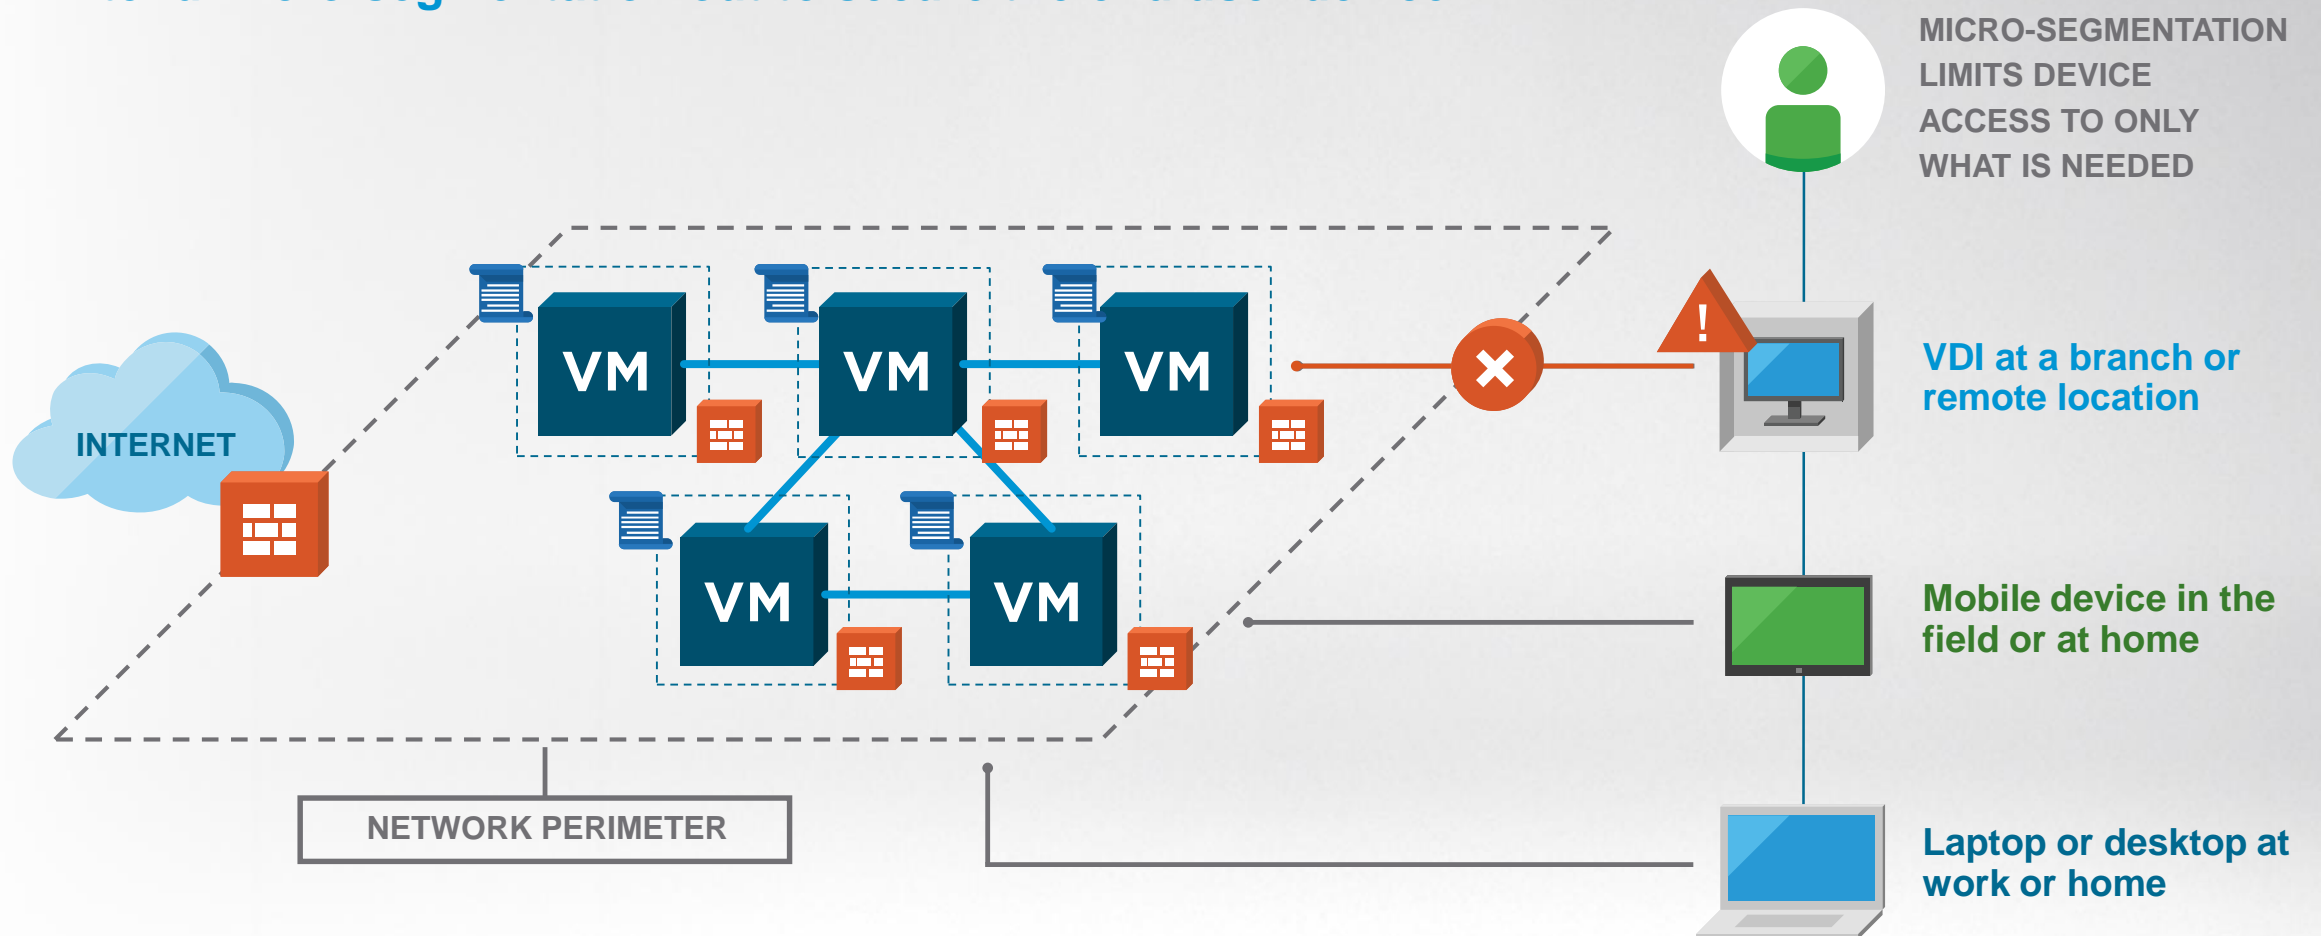 MICRO-SEGMENTATION
LIMITS DEVICE
ACCESS TO ONLY
WHAT IS NEEDED
VM VM VM
!
VDI at a branch or
remote location
INTERNET
VM VM
Mobile device in the
field or at home
NETWORK PERIMETER
Laptop or desktop at
work or home